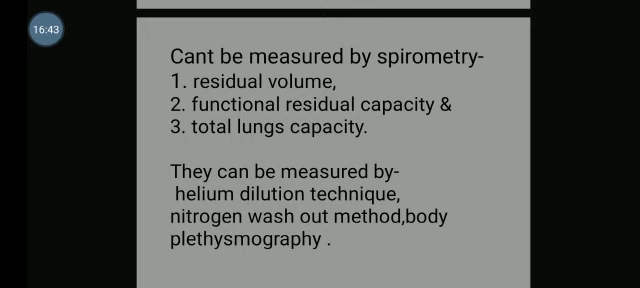 16:43
Cant be measured by spirometry-
1. residual volume,
2. functional residual capacity &
3. total lungs capacity.
They can be measured by-
helium dilution technique,
nitrogen wash out method,body
plethysmography .